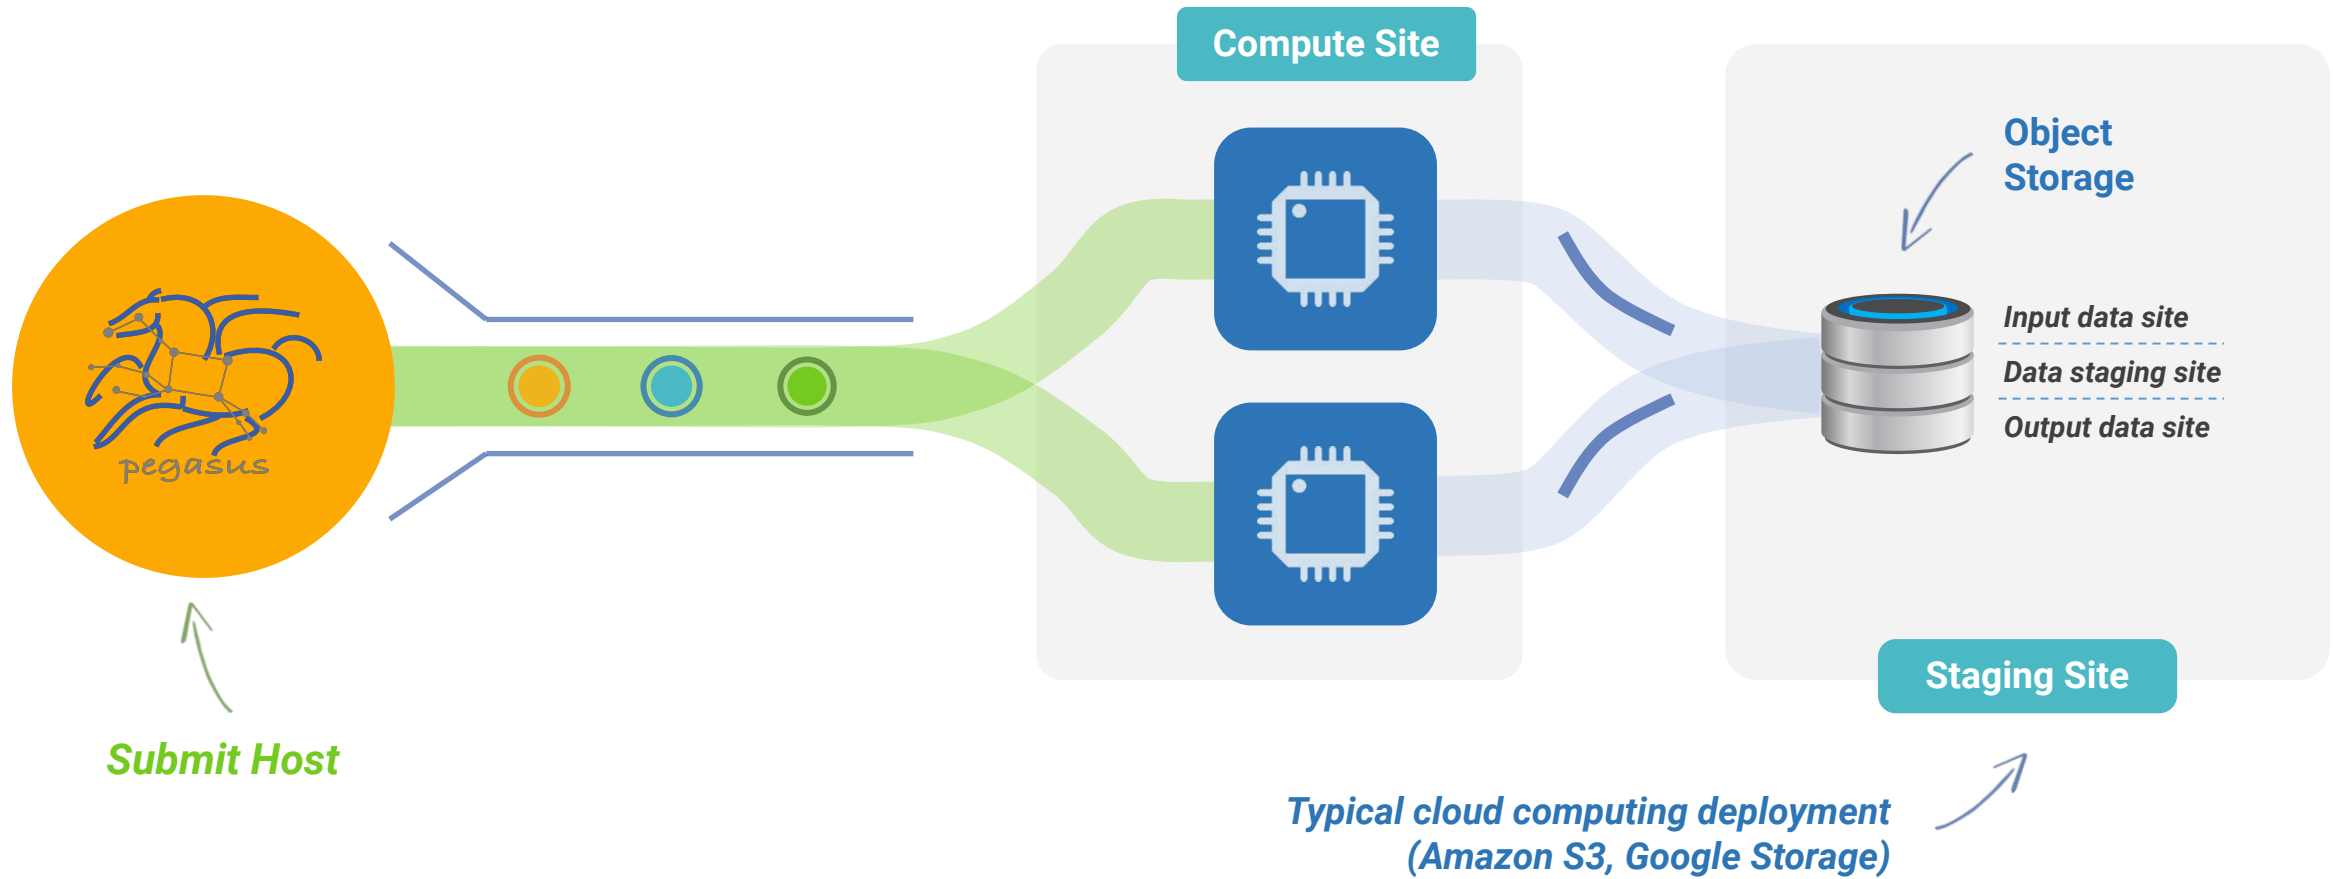 Compute Site
Object
Storage
Input data site
Data staging site
Output data site
pegasus
Staging Site
Submit Host
Typical cloud computing deployment
(Amazon S3, Google Storage)